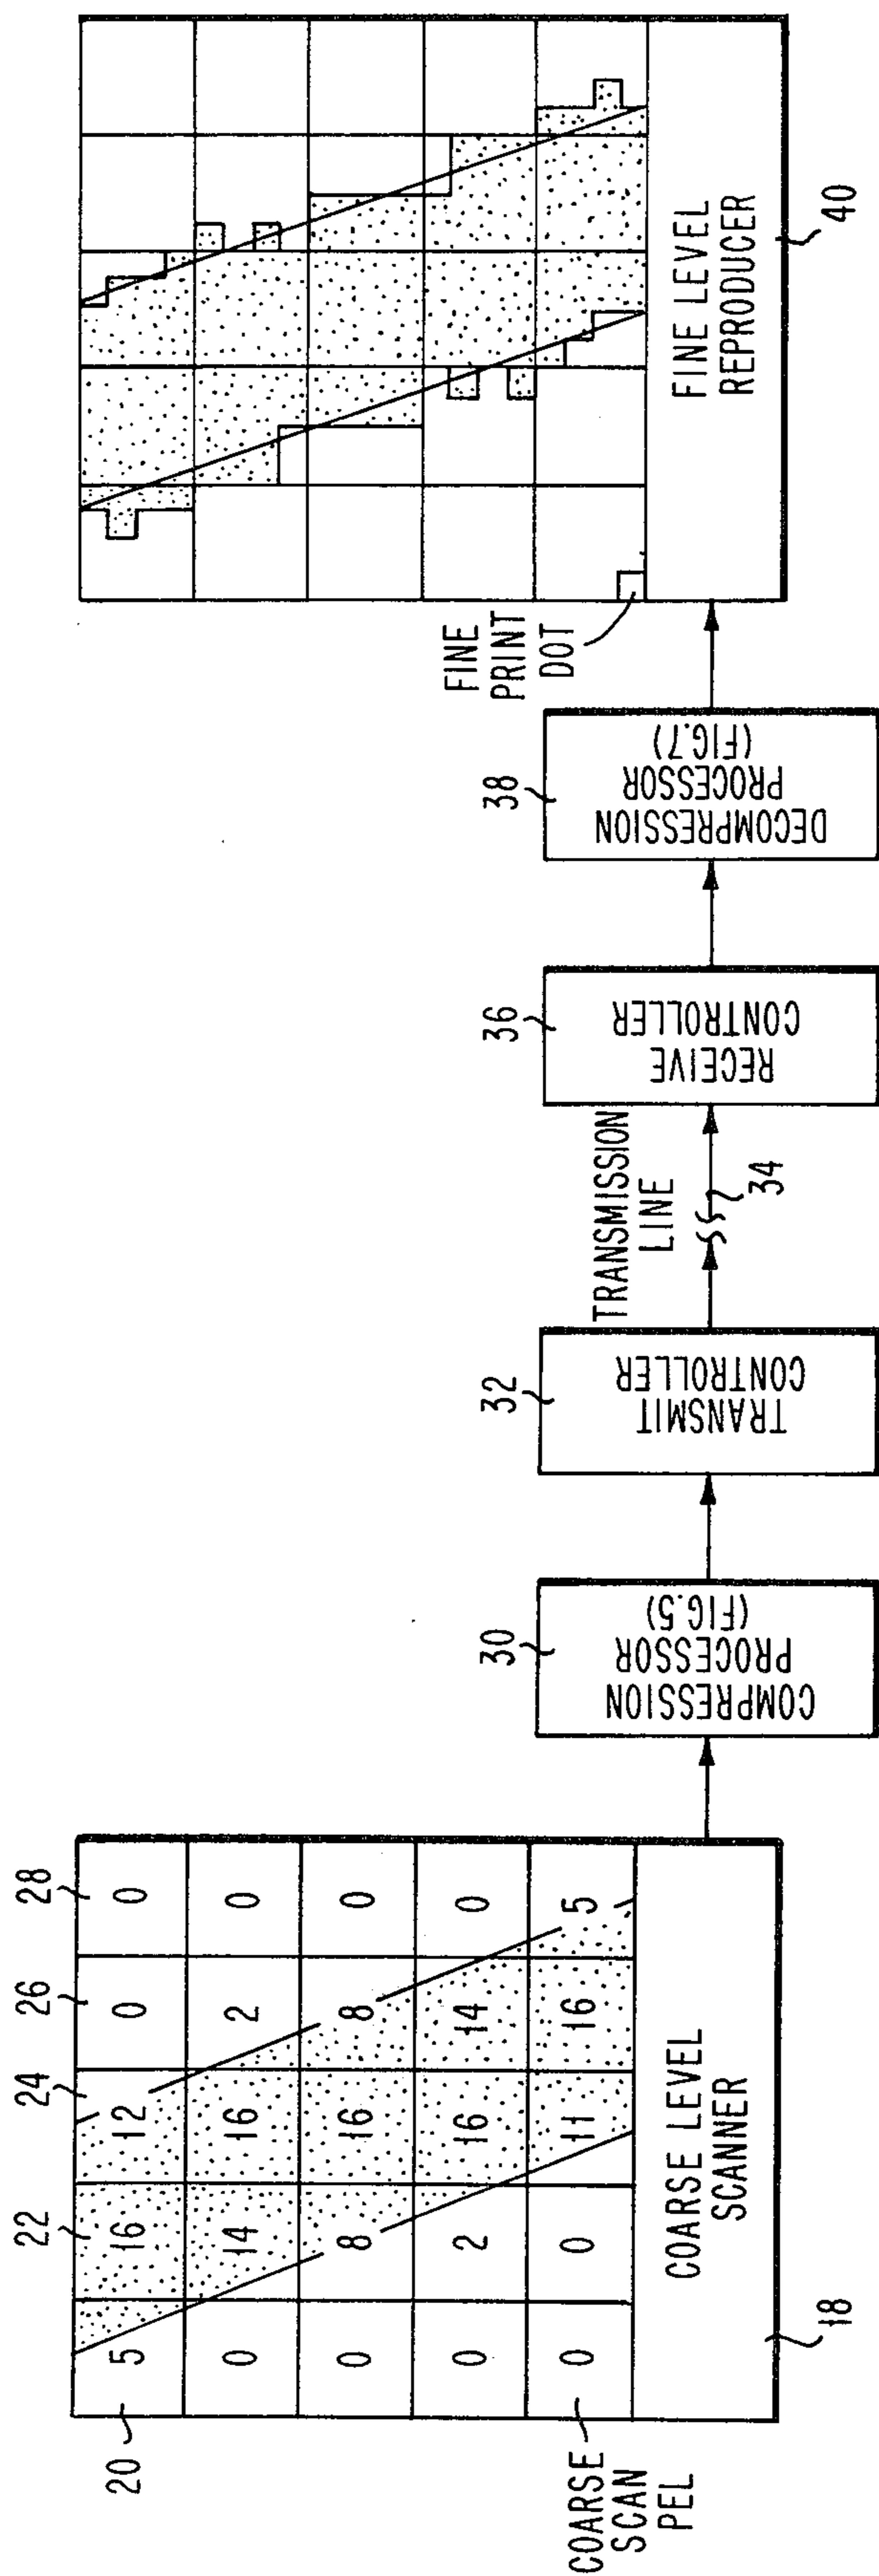 20
22
24
26
28
5 16 12 0 0
0 14 16 2 0
0 8 16 8 0
0 2 16 14 0
0 0 11 16 5
COARSE
SCAN
PEL
COARSE LEVEL
SCANNER
18
30
COMPRESSION
PROCESSOR
(FIG.5)
32
TRANSMIT
CONTROLLER
TRANSMISSION
LINE
34
36
RECEIVE
CONTROLLER
38
DECOMPRESSION
PROCESSOR
(FIG.7)
FINE
PRINT
DOT
FINE LEVEL
REPRODUCER
40